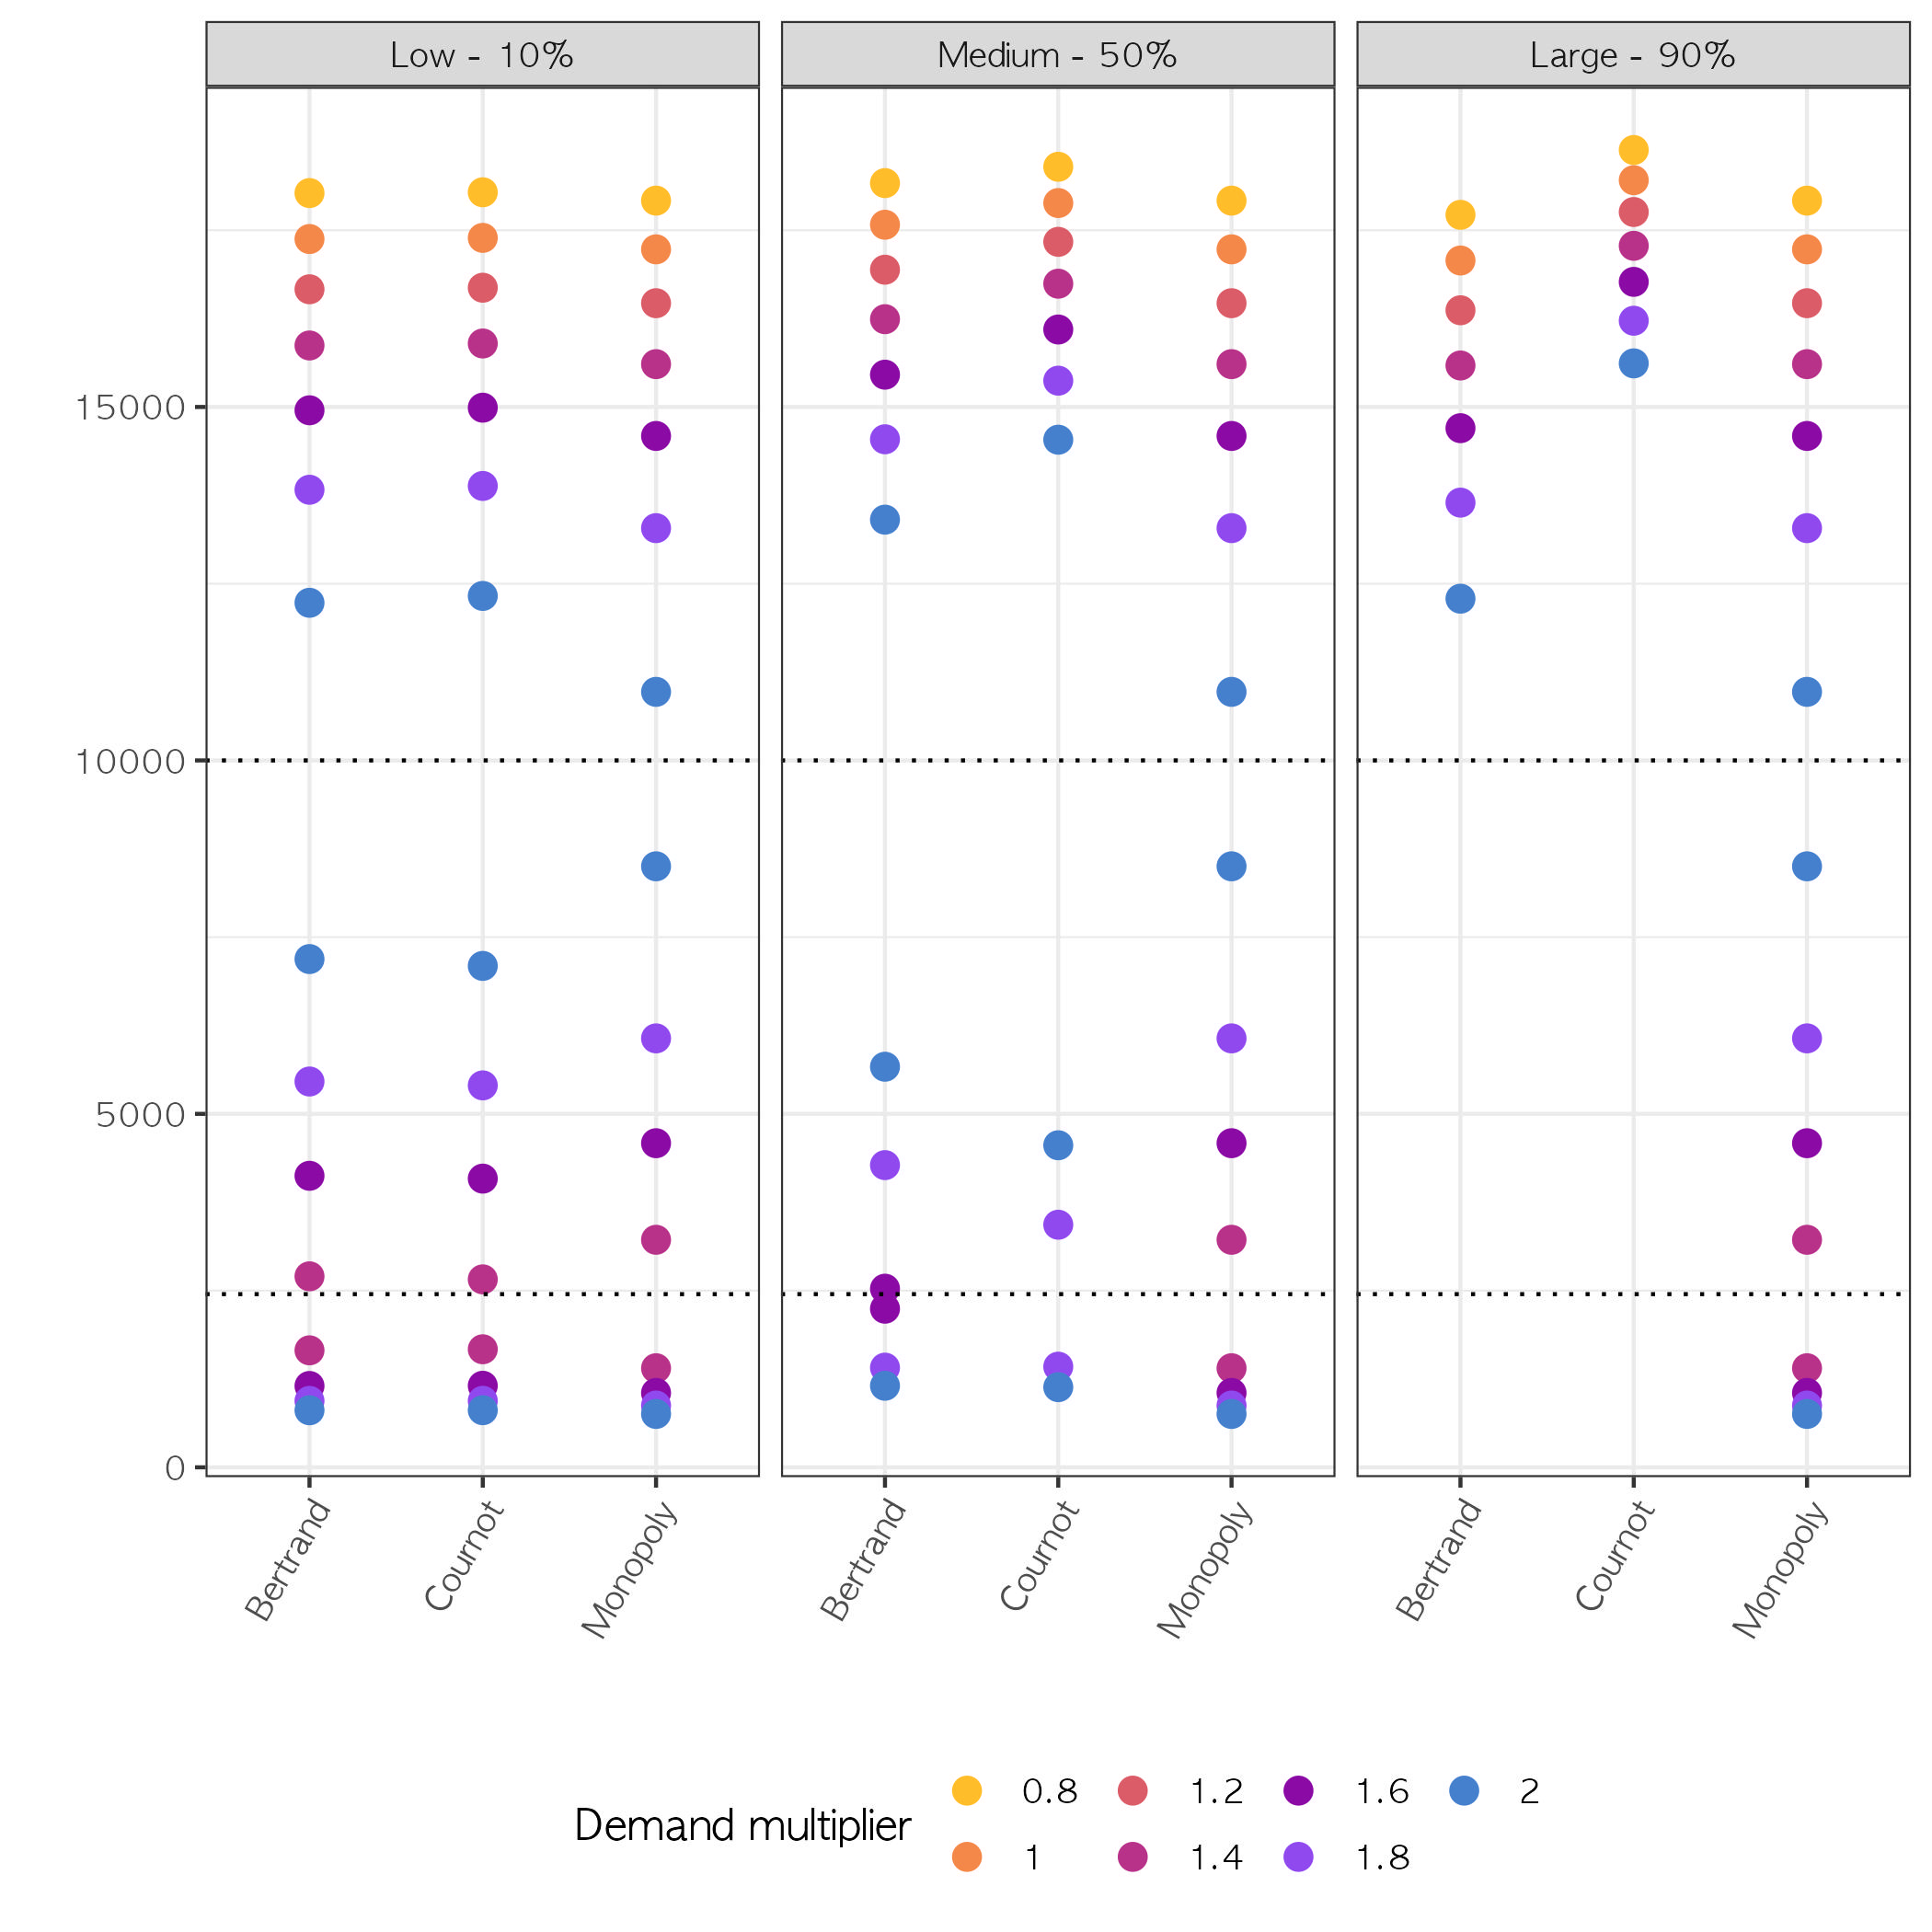 Low - 10% Medium - 50% Large - 90%
15000
10000
5000
0
Bertrand Cournot Monopoly Bertrand Cournot Monopoly Bertrand Cournot Monopoly
Demand multiplier
0.8 1.2 1.6 2
1 1.4 1.8